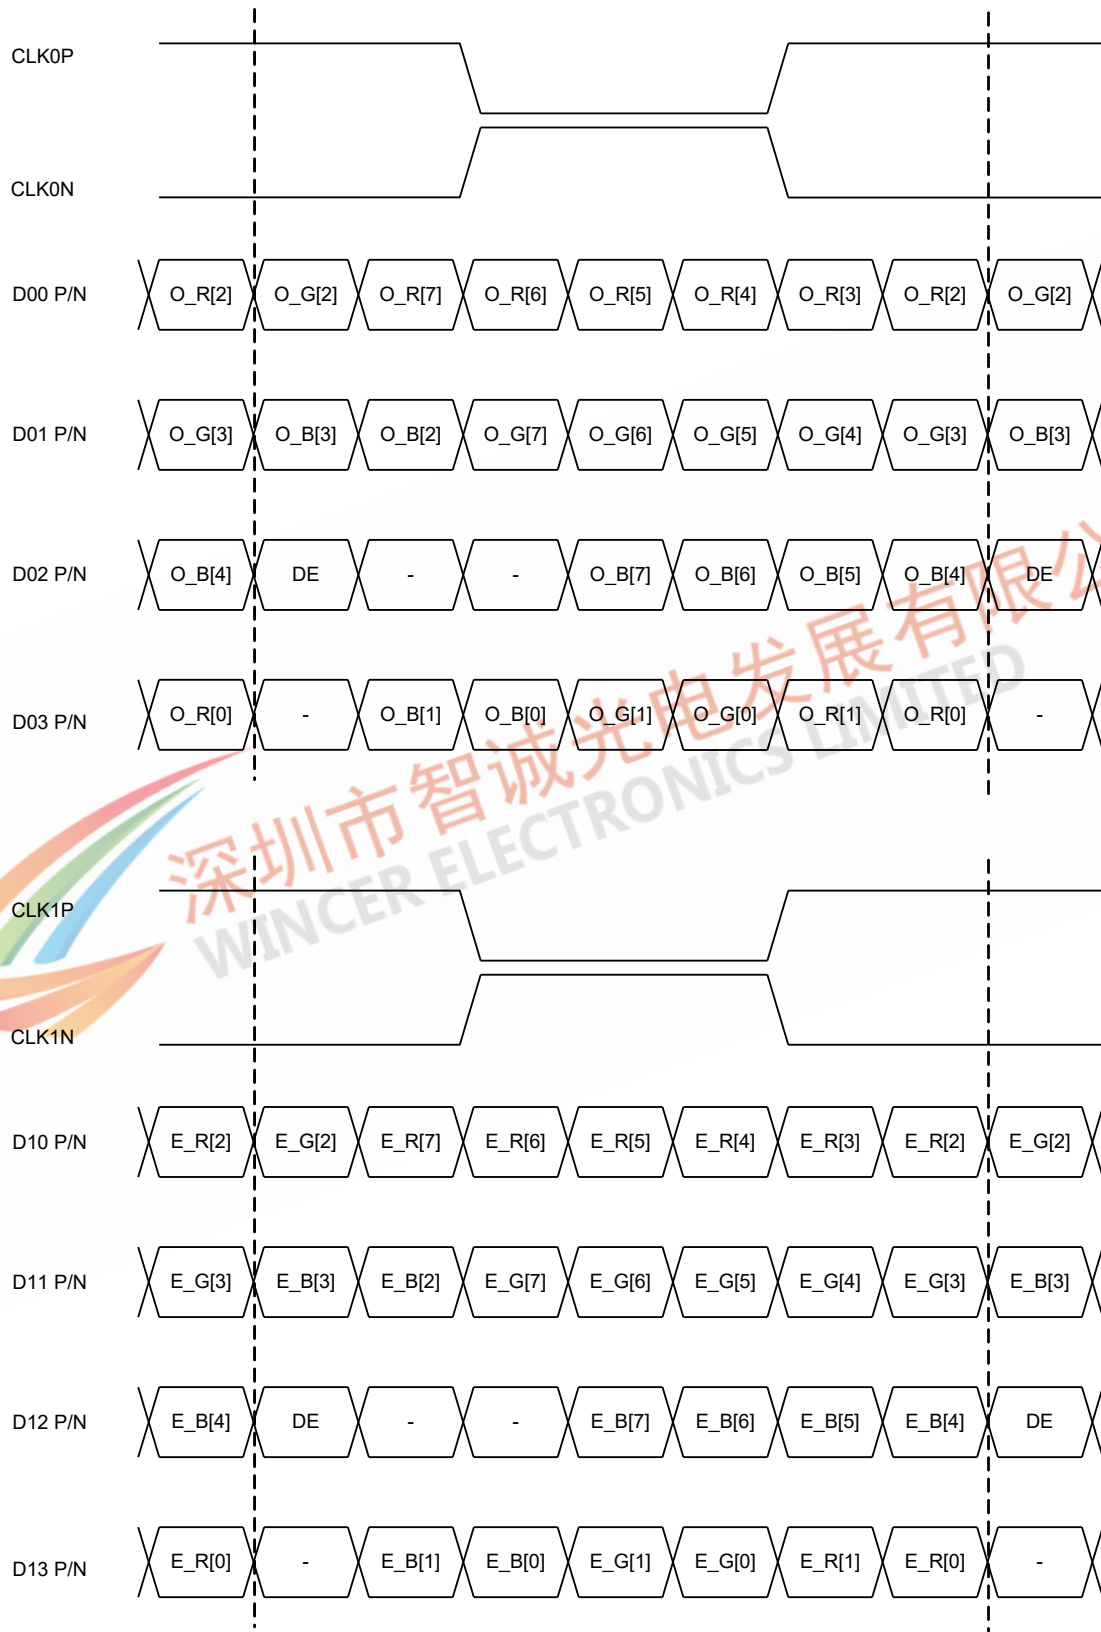 CLK0P
CLK0N
D00 P/N O_R[2] O_G[2] O_R[7] O_R[6] O_R[5] O_R[4] O_R[3] O_R[2] O_G[2]
D01 P/N O_G[3] O_B[3] O_B[2] O_G[7] O_G[6] O_G[5] O_G[4] O_G[3] O_B[3]
D02 P/N O_B[4] DE - - O_B[7] O_B[6] O_B[5] O_B[4] DE
D03 P/N O_R[0] - O_B[1] O_B[0] O_G[1] O_G[0] O_R[1] O_R[0] -
深圳市智诚光电发展有限公
WINCER ELECTRONICS LIMITED
CLK1P
CLK1N
D10 P/N E_R[2] E_G[2] E_R[7] E_R[6] E_R[5] E_R[4] E_R[3] E_R[2] E_G[2]
D11 P/N E_G[3] E_B[3] E_B[2] E_G[7] E_G[6] E_G[5] E_G[4] E_G[3] E_B[3]
D12 P/N E_B[4] DE - - E_B[7] E_B[6] E_B[5] E_B[4] DE
D13 P/N E_R[0] - E_B[1] E_B[0] E_G[1] E_G[0] E_R[1] E_R[0] -